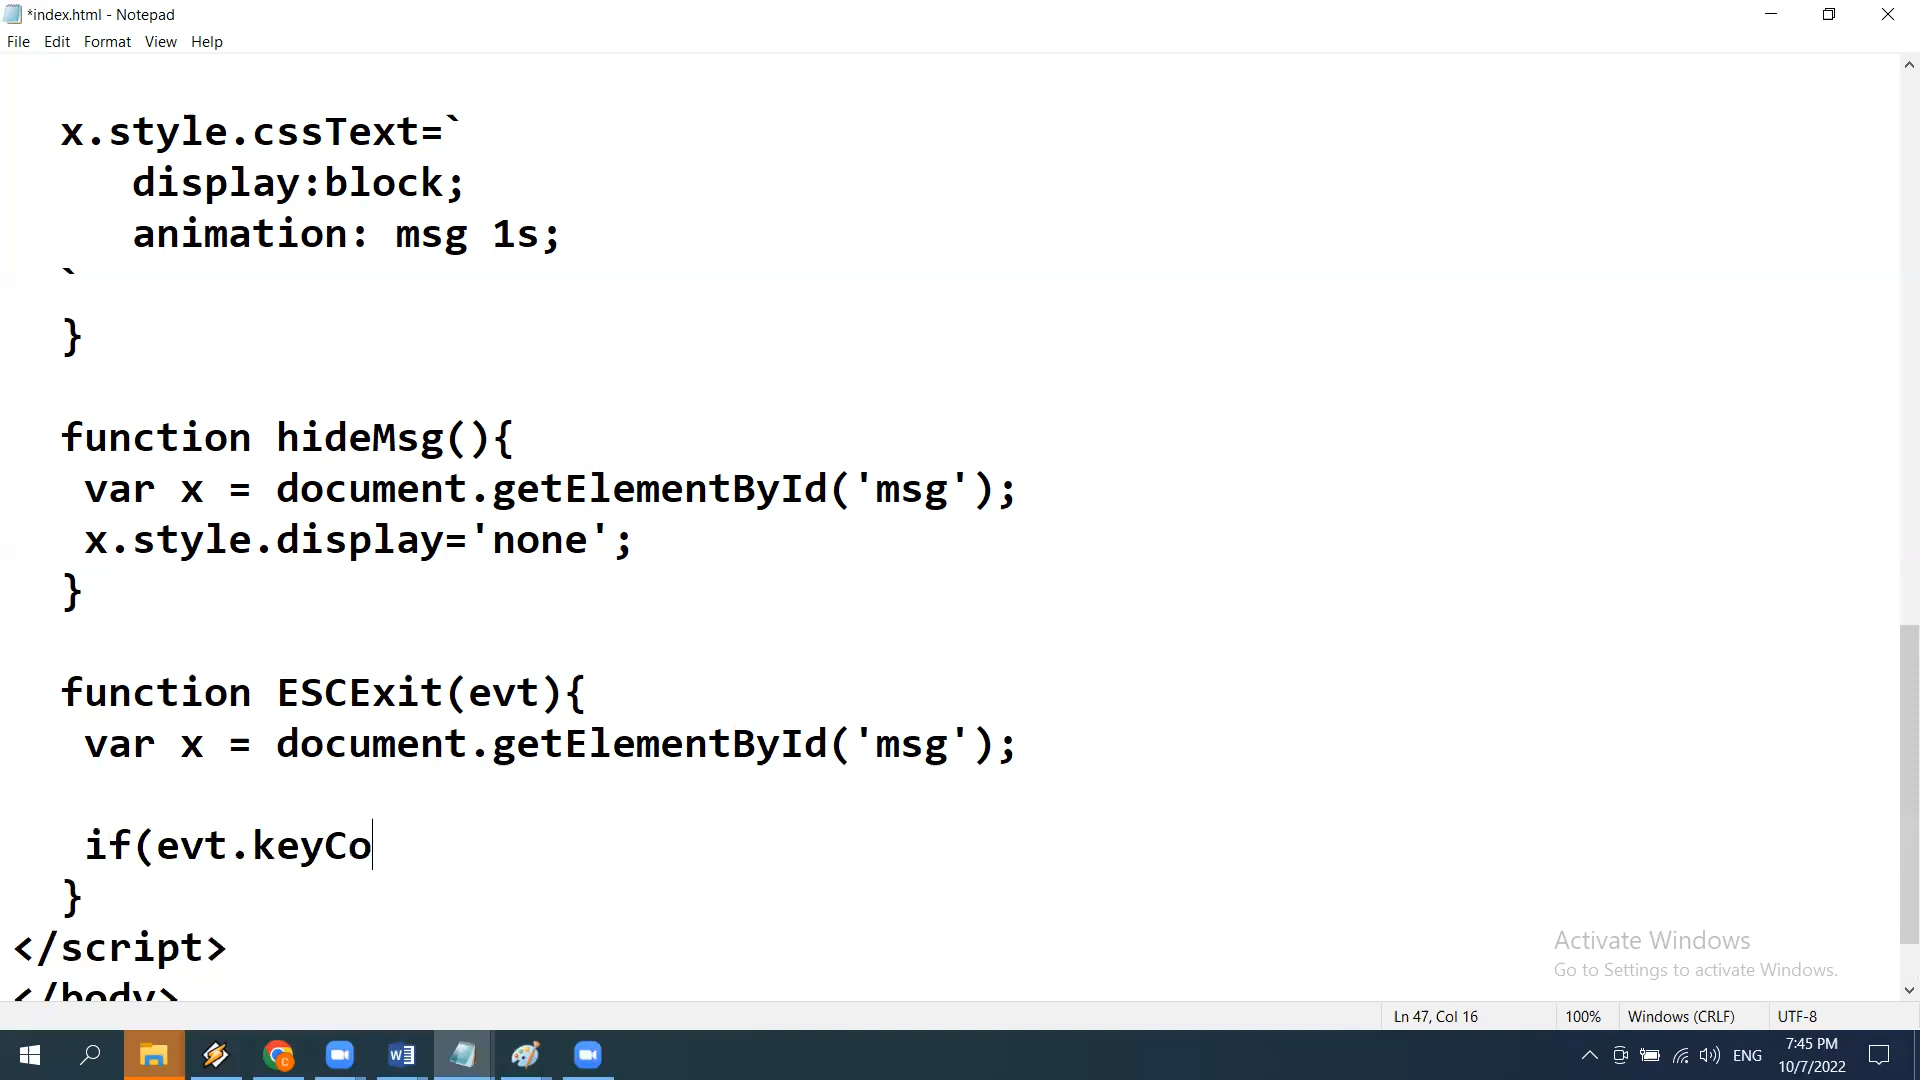 *index.html - Notepad
File Edit Format View Help
x.style.cssText=`
display:block;
animation: msg 1s;
`
}
function hideMsg(){
var x = document.getElementById('msg');
x.style.display='none';
}
function ESCExit(evt){
var x = document.getElementById('msg');
if(evt.keyCo
}
</script>
</body>
Activate Windows
Go to Settings to activate Windows.
Ln 47, Col 16 100% Windows (CRLF) UTF-8
ENG
7:45 PM
10/7/2022